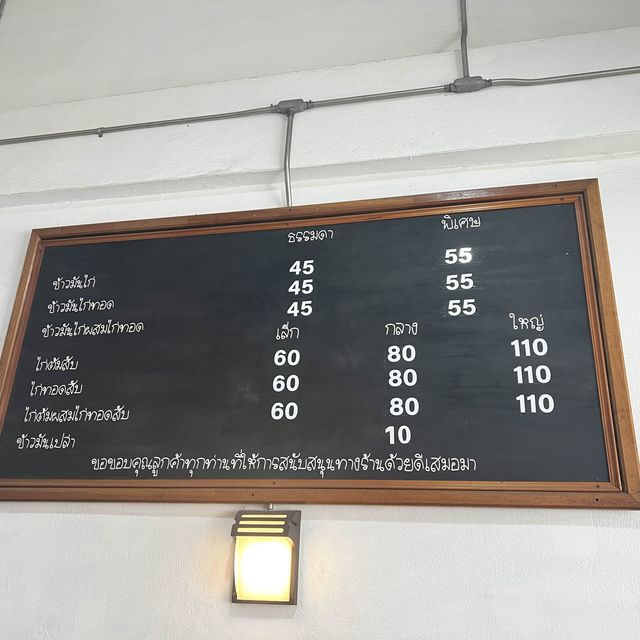 ธรรมดา พิเศษ
ข้าวมันไก่ 45 55
ข้าวมันไก่ทอด 45 55
ข้าวมันไก่ผสมไก่ทอด 45 55
เล็ก กลาง ใหญ่
ไก่ต้มสับ 60 80 110
ไก่ทอดสับ 60 80 110
ไก่ต้มผสมไก่ทอดสับ 60 80 110
ข้าวมันเปล่า 10
ขอขอบคุณลูกค้าทุกท่านที่ให้การสนับสนุนทางร้านด้วยดีเสมอมา